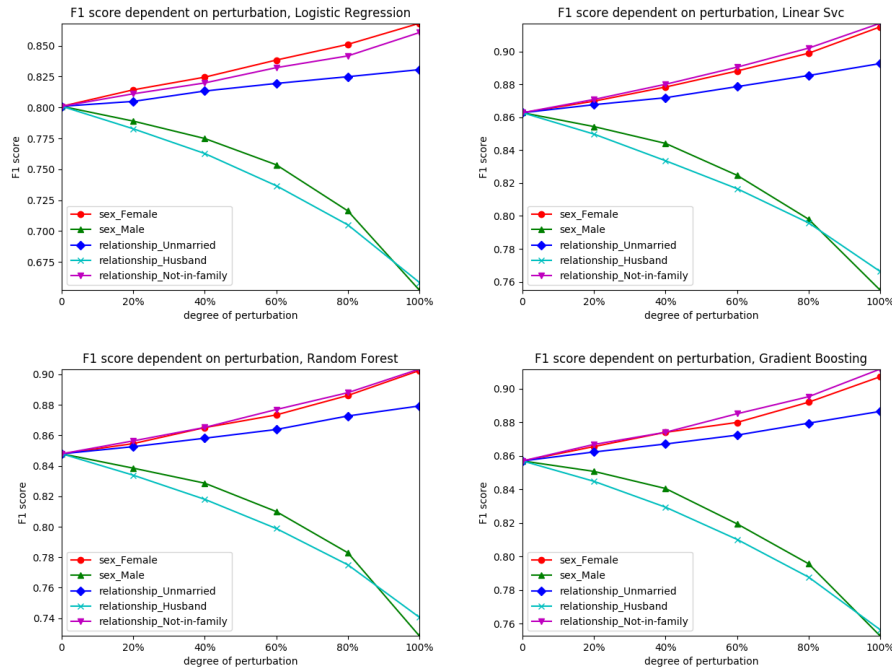 F1 score dependent on perturbation, Logistic Regression
0.850
0.825
0.800
0.775
0.750
0.725
0.700
0.675
F1 score
sex_Female
sex_Male
relationship_Unmarried
relationship_Husband
relationship_Not-in-family
0 20% 40% 60% 80% 100%
degree of perturbation
F1 score dependent on perturbation, Linear Svc
0.90
0.88
0.86
0.84
0.82
0.80
0.78
0.76
F1 score
sex_Female
sex_Male
relationship_Unmarried
relationship_Husband
relationship_Not-in-family
0 20% 40% 60% 80% 100%
degree of perturbation
F1 score dependent on perturbation, Random Forest
0.90
0.88
0.86
0.84
0.82
0.80
0.78
0.76
0.74
F1 score
sex_Female
sex_Male
relationship_Unmarried
relationship_Husband
relationship_Not-in-family
0 20% 40% 60% 80% 100%
degree of perturbation
F1 score dependent on perturbation, Gradient Boosting
0.90
0.88
0.86
0.84
0.82
0.80
0.78
0.76
F1 score
sex_Female
sex_Male
relationship_Unmarried
relationship_Husband
relationship_Not-in-family
0 20% 40% 60% 80% 100%
degree of perturbation